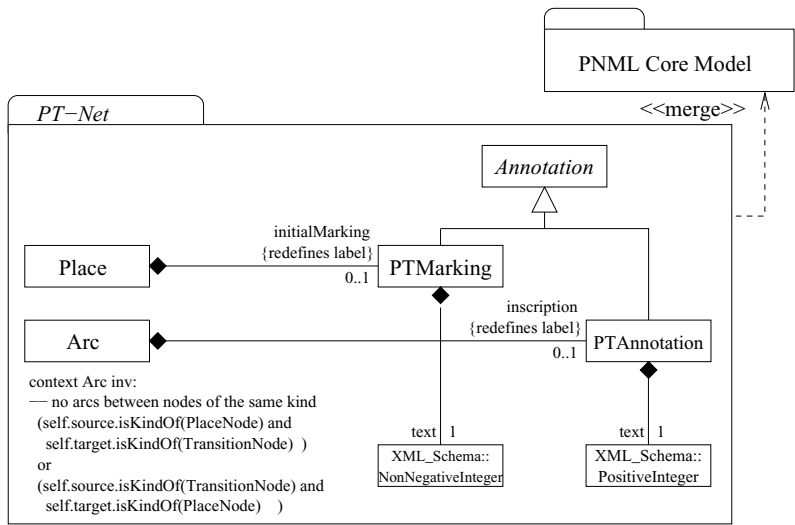 PNML Core Model
<<merge>>
PT−Net
Annotation
initialMarking
{redefines label}
0..1
Place
PTMarking
inscription
{redefines label}
0..1
Arc
PTAnnotation
context Arc inv:
−− no arcs between nodes of the same kind
(self.source.isKindOf(PlaceNode) and
self.target.isKindOf(TransitionNode) )
or
(self.source.isKindOf(TransitionNode) and
self.target.isKindOf(PlaceNode) )
text 1
XML_Schema::
NonNegativeInteger
text 1
XML_Schema::
PositiveInteger